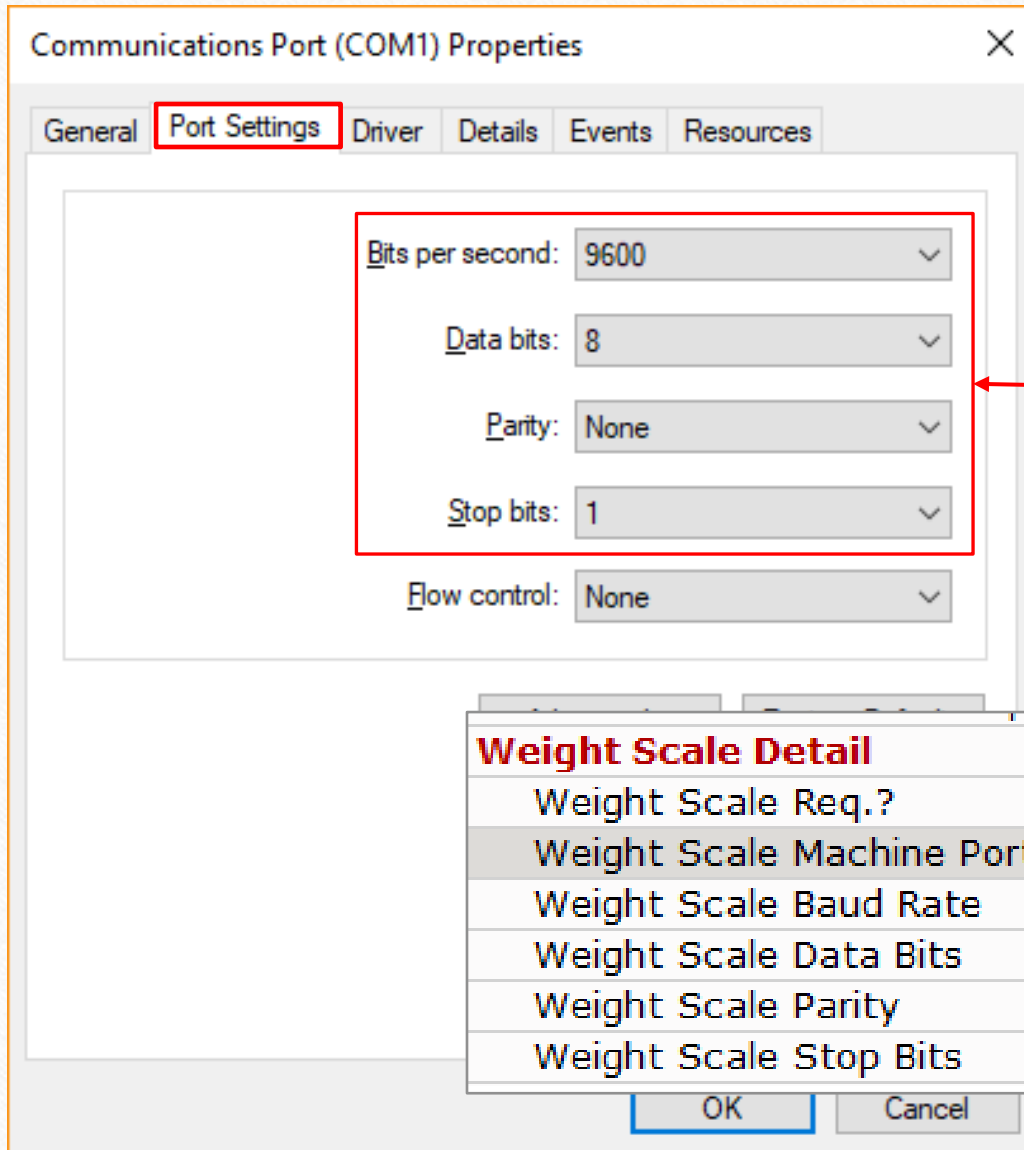 Communications Port (COM1) Properties
General Port Settings Driver Details Events Resources
Bits per second: 9600
Data bits: 8
Parity: None
Stop bits: 1
Flow control: None
Weight Scale Detail
Weight Scale Req.?
Weight Scale Machine Port
Weight Scale Baud Rate
Weight Scale Data Bits
Weight Scale Parity
Weight Scale Stop Bits
OK Cancel